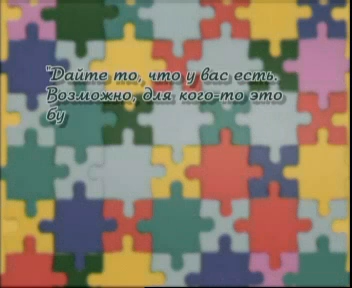 "Дайте то, что у вас есть.
Возможно, для кого-то это
бу